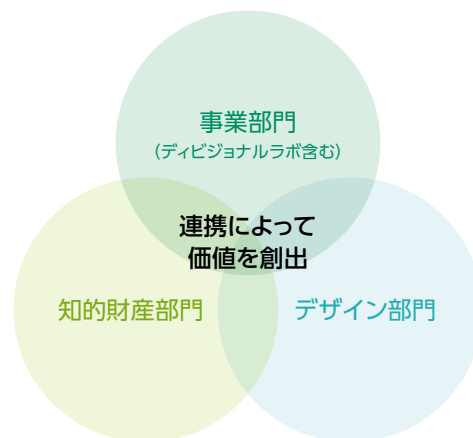 事業部門
(ディビジョナルラボ含む)
連携によって
価値を創出
知的財産部門
デザイン部門